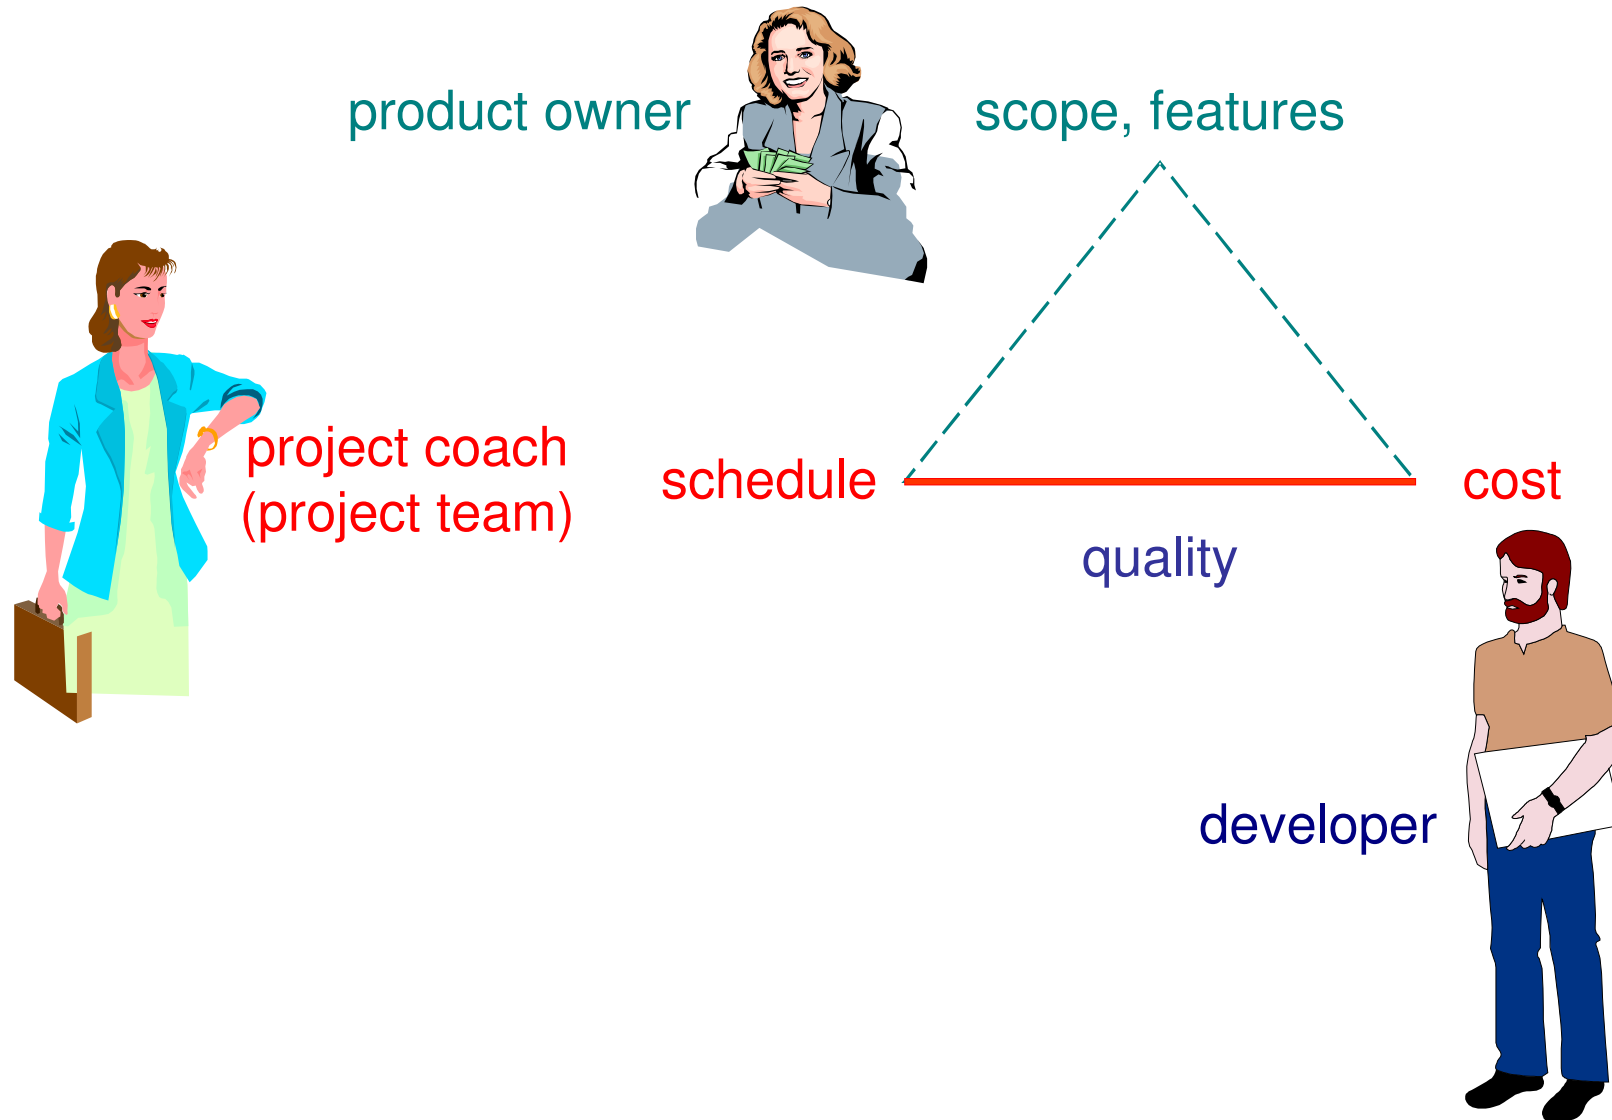 product owner
scope, features
project coach
(project team)
schedule
cost
quality
developer